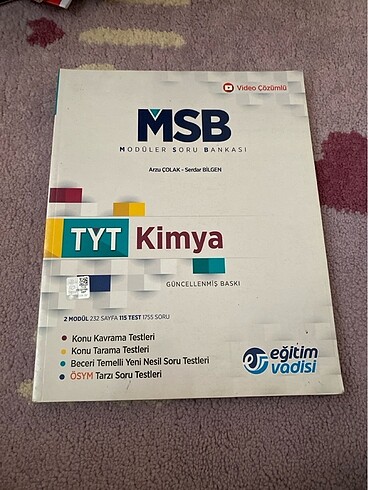 Video Çözümlü
MSB
MODÜLER SORU BANKASI
Arzu ÇOLAK - Serdar BİLGEN
TYT Kimya
GÜNCELLENMİŞ BASKI
2 MODÜL 232 SAYFA 115 TEST 1755 SORU
Konu Kavrama Testleri
Konu Tarama Testleri
Beceri Temelli Yeni Nesil Soru Testleri
ÖSYM Tarzı Soru Testleri
eğitim
vadisi